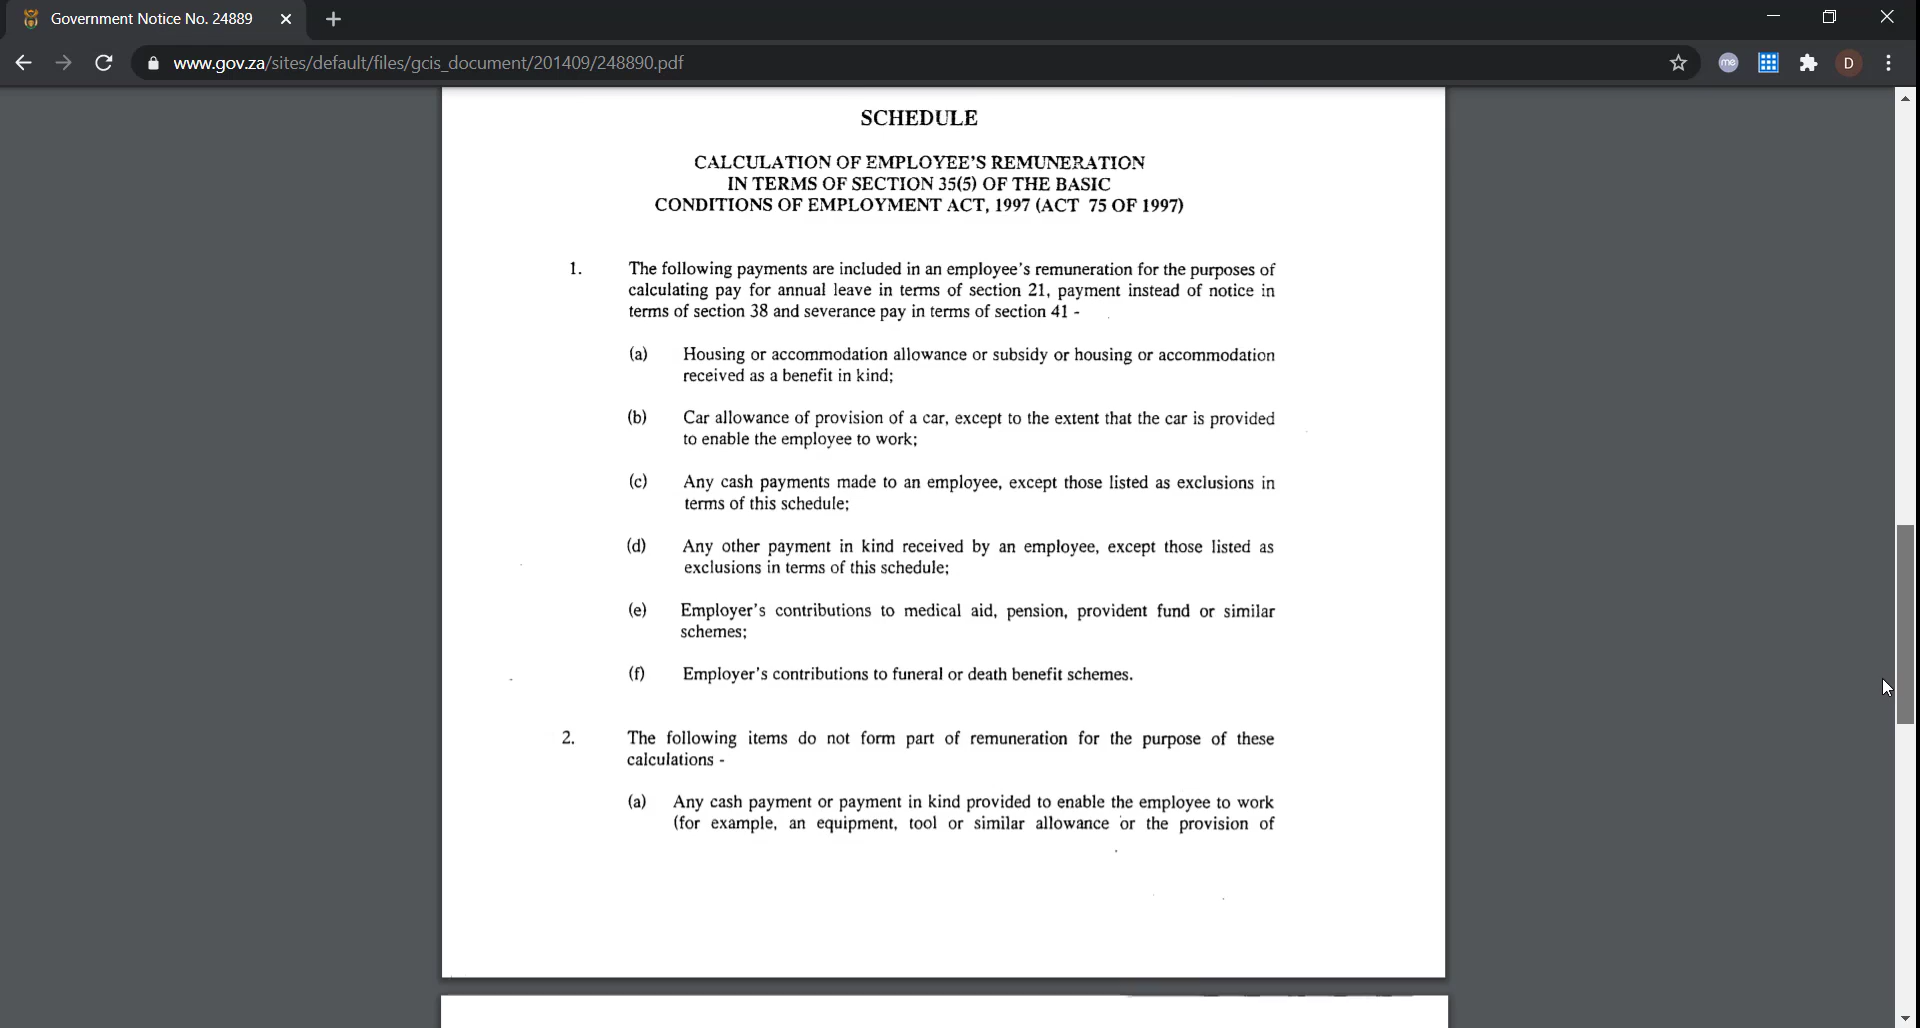 Government Notice No. 24889
www.gov.za/sites/default/files/gcis_document/201409/248890.pdf
me
D
SCHEDULE
CALCULATION OF EMPLOYEE'S REMUNERATION
IN TERMS OF SECTION 35(5) OF THE BASIC
CONDITIONS OF EMPLOYMENT ACT, 1997 (ACT 75 OF 1997)
1. The following payments are included in an employee's remuneration for the purposes of
calculating pay for annual leave in terms of section 21, payment instead of notice in
terms of section 38 and severance pay in terms of section 41 -
(a) Housing or accommodation allowance or subsidy or housing or accommodation
received as a benefit in kind;
(b) Car allowance of provision of a car, except to the extent that the car is provided
to enable the employee to work;
(c) Any cash payments made to an employee, except those listed as exclusions in
terms of this schedule;
(d) Any other payment in kind received by an employee, except those listed as
exclusions in terms of this schedule;
(e) Employer's contributions to medical aid, pension, provident fund or similar
schemes;
(f) Employer's contributions to funeral or death benefit schemes.
2. The following items do not form part of remuneration for the purpose of these
calculations -
(a) Any cash payment or payment in kind provided to enable the employee to work
(for example, an equipment, tool or similar allowance or the provision of